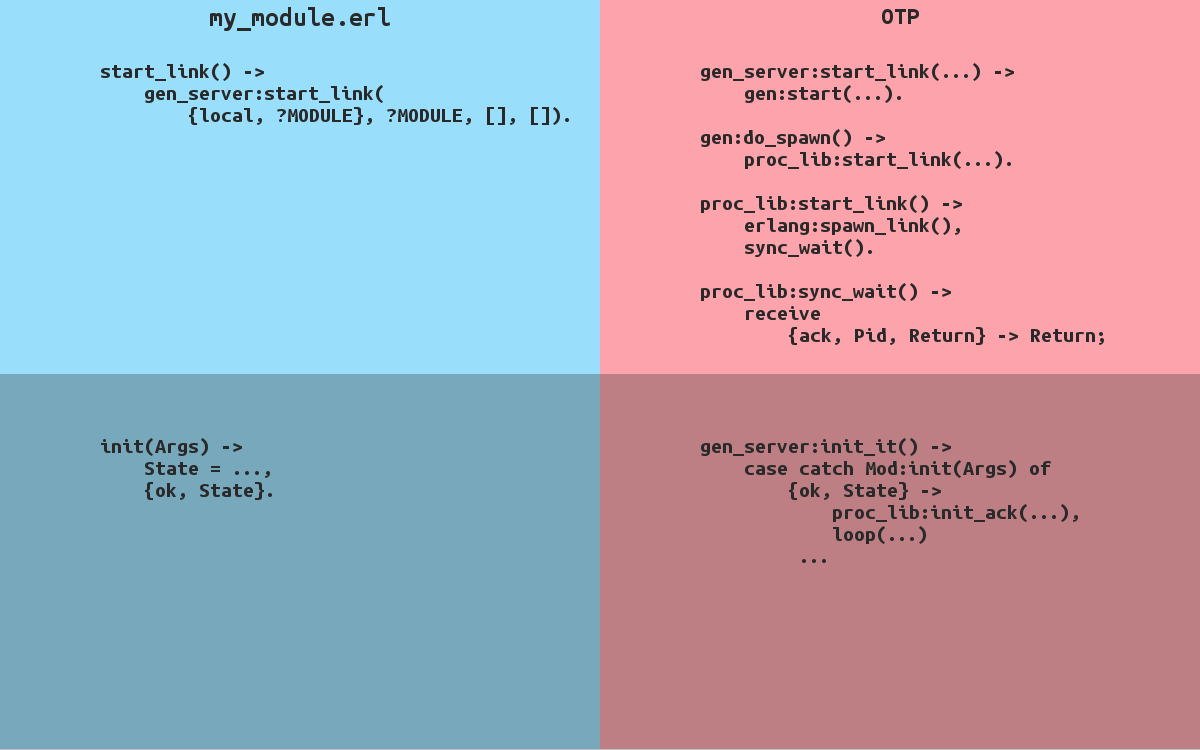 my_module.erl
start_link() ->
    gen_server:start_link(
        {local, ?MODULE}, ?MODULE, [], []).
OTP
gen_server:start_link(...) ->
    gen:start(...).
gen:do_spawn() ->
    proc_lib:start_link(...).
proc_lib:start_link() ->
    erlang:spawn_link(),
    sync_wait().
proc_lib:sync_wait() ->
    receive
        {ack, Pid, Return} -> Return;
init(Args) ->
    State = ...,
    {ok, State}.
gen_server:init_it() ->
    case catch Mod:init(Args) of
        {ok, State} ->
            proc_lib:init_ack(...),
            loop(...)
         ...